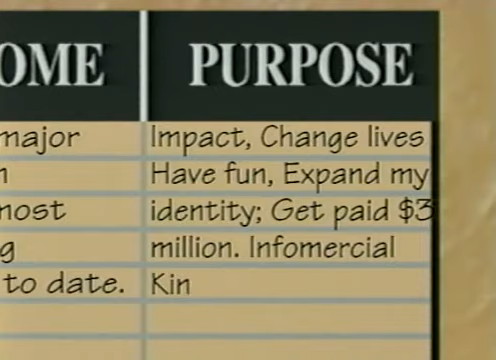 OME PURPOSE
major Impact, Change lives
n Have fun, Expand my
most identity; Get paid $3
g million. Infomercial
to date. Kin